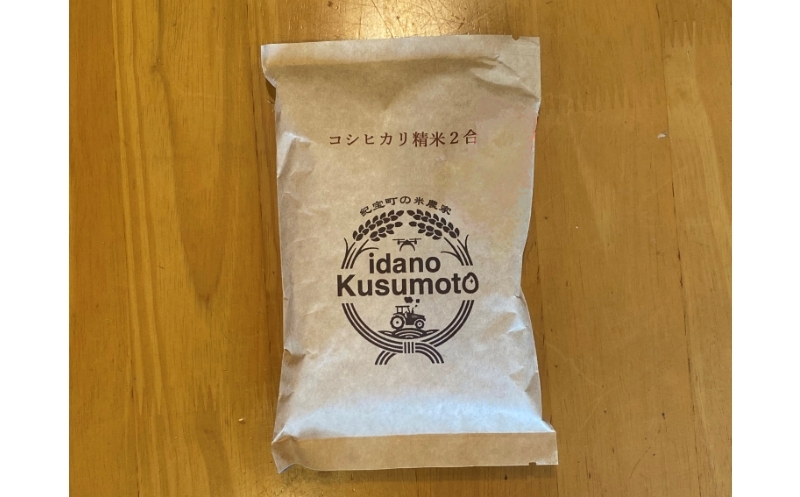 コシヒカリ精米２合
紀宝町の米農家
idano
Kusumoto